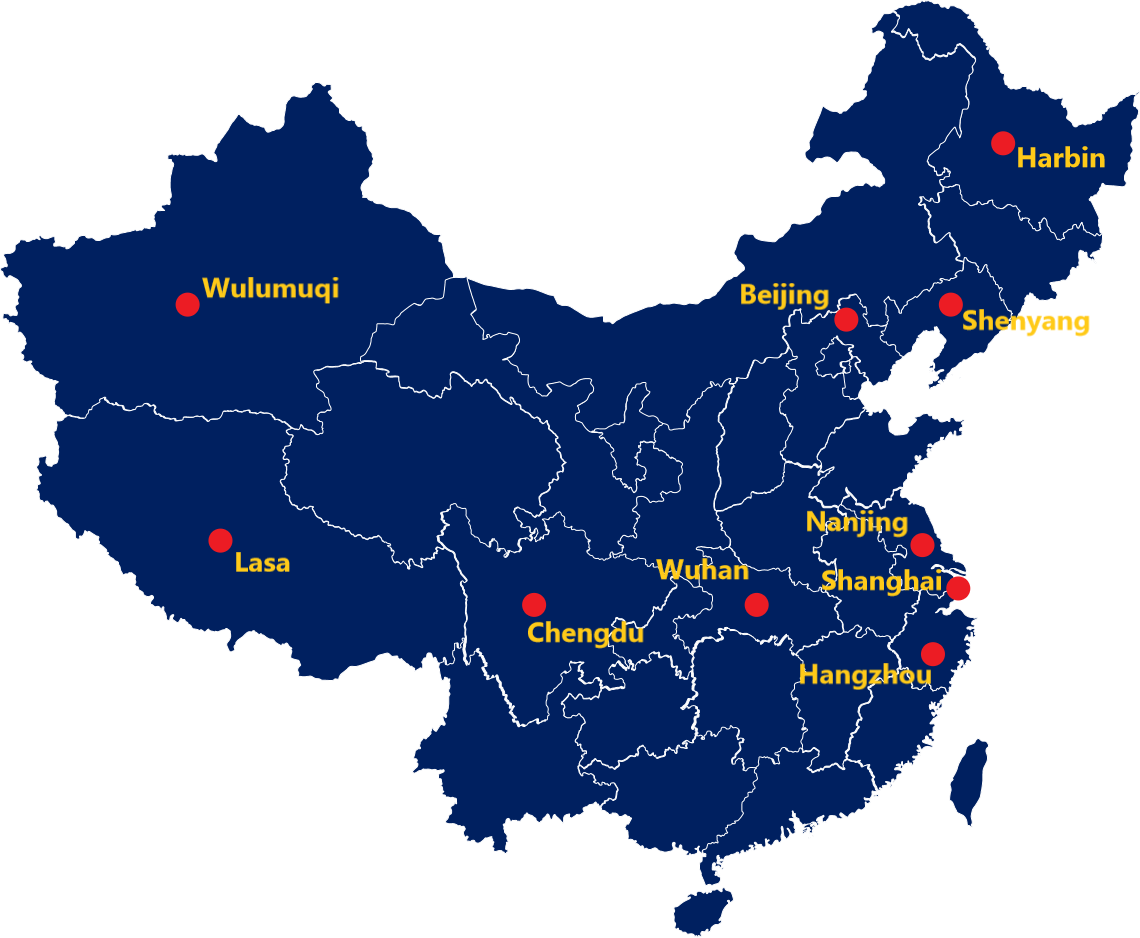 Harbin
Wulumuqi
Beijing
Shenyang
Nanjing
Lasa
Wuhan
Shanghai
Chengdu
Hangzhou